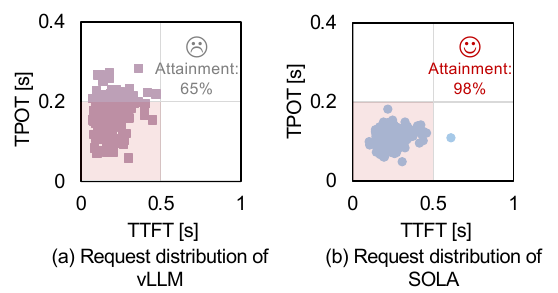 0.4
TPOT [s]
0.2
0
Attainment:
65%
0
0.5
1
TTFT [s]
(a) Request distribution of
vLLM
0.4
TPOT [s]
0.2
0
Attainment:
98%
0
0.5
1
TTFT [s]
(b) Request distribution of
SOLA